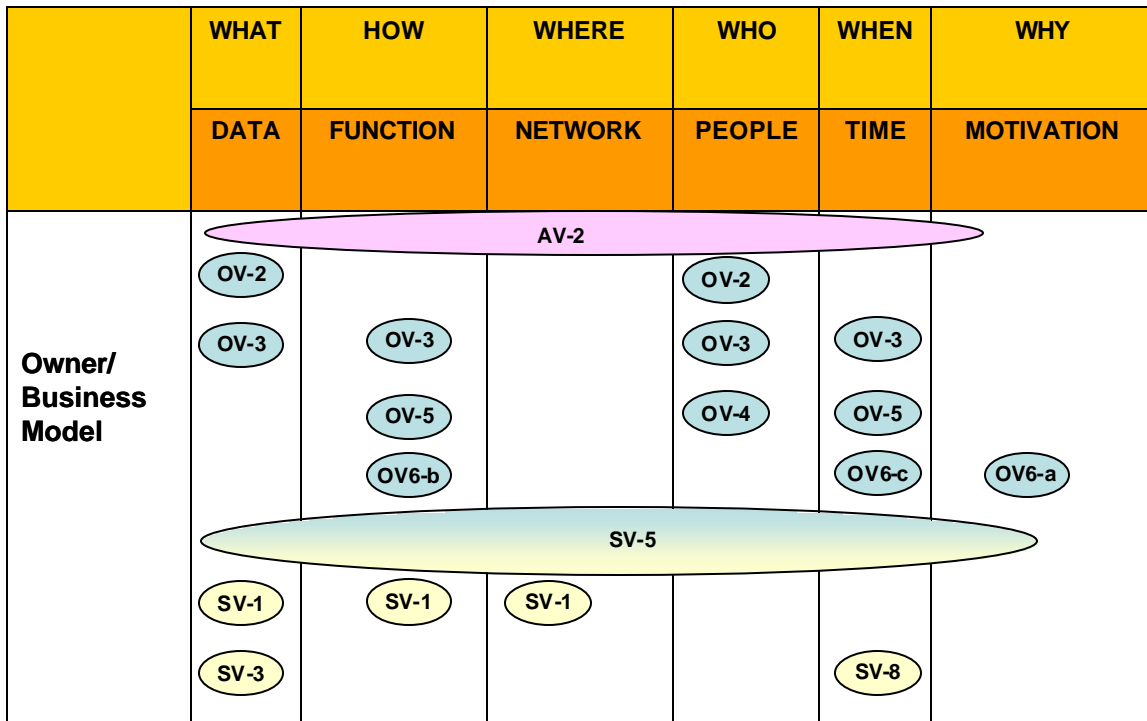 WHAT HOW WHERE WHO WHEN WHY
DATA FUNCTION NETWORK PEOPLE TIME MOTIVATION
AV-2
OV-2 OV-2
OV-3 OV-3 OV-3 OV-3
Owner/
Business
Model
OV-5 OV-4 OV-5
OV6-b OV6-c OV6-a
SV-5
SV-1 SV-1 SV-1
SV-3 SV-8